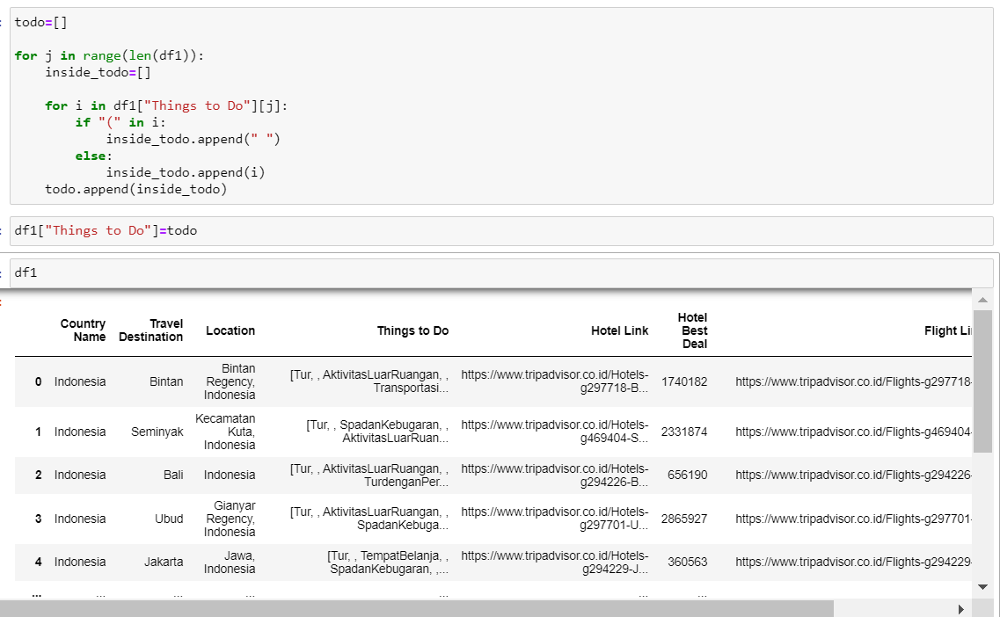 todo=[]
for j in range(len(df1)):
inside_todo=[]
for i in df1["Things to Do"][j]:
if "(" in i:
inside_todo.append(" ")
else:
inside_todo.append(i)
todo.append(inside_todo)
df1["Things to Do"]=todo
df1
Country Name Travel Destination Location Things to Do Hotel Link Hotel Best Deal Flight Li
0 Indonesia Bintan Bintan Regency, Indonesia [Tur, , AktivitasLuarRuangan, , Transportasi... https://www.tripadvisor.co.id/Hotels-g297718-B... 1740182 https://www.tripadvisor.co.id/Flights-g297718-
1 Indonesia Seminyak Kecamatan Kuta, Indonesia [Tur, , SpadanKebugaran, , AktivitasLuarRuan... https://www.tripadvisor.co.id/Hotels-g469404-S... 2331874 https://www.tripadvisor.co.id/Flights-g469404-
2 Indonesia Bali Indonesia [Tur, , AktivitasLuarRuangan, , TurdenganPer... https://www.tripadvisor.co.id/Hotels-g294226-B... 656190 https://www.tripadvisor.co.id/Flights-g294226-
3 Indonesia Ubud Gianyar Regency, Indonesia [Tur, , AktivitasLuarRuangan, , SpadanKebuga... https://www.tripadvisor.co.id/Hotels-g297701-U... 2865927 https://www.tripadvisor.co.id/Flights-g297701-
4 Indonesia Jakarta Jawa, Indonesia [Tur, , TempatBelanja, , SpadanKebugaran, ,... https://www.tripadvisor.co.id/Hotels-g294229-J... 360563 https://www.tripadvisor.co.id/Flights-g294229-
... ... ... ... ... ... ...